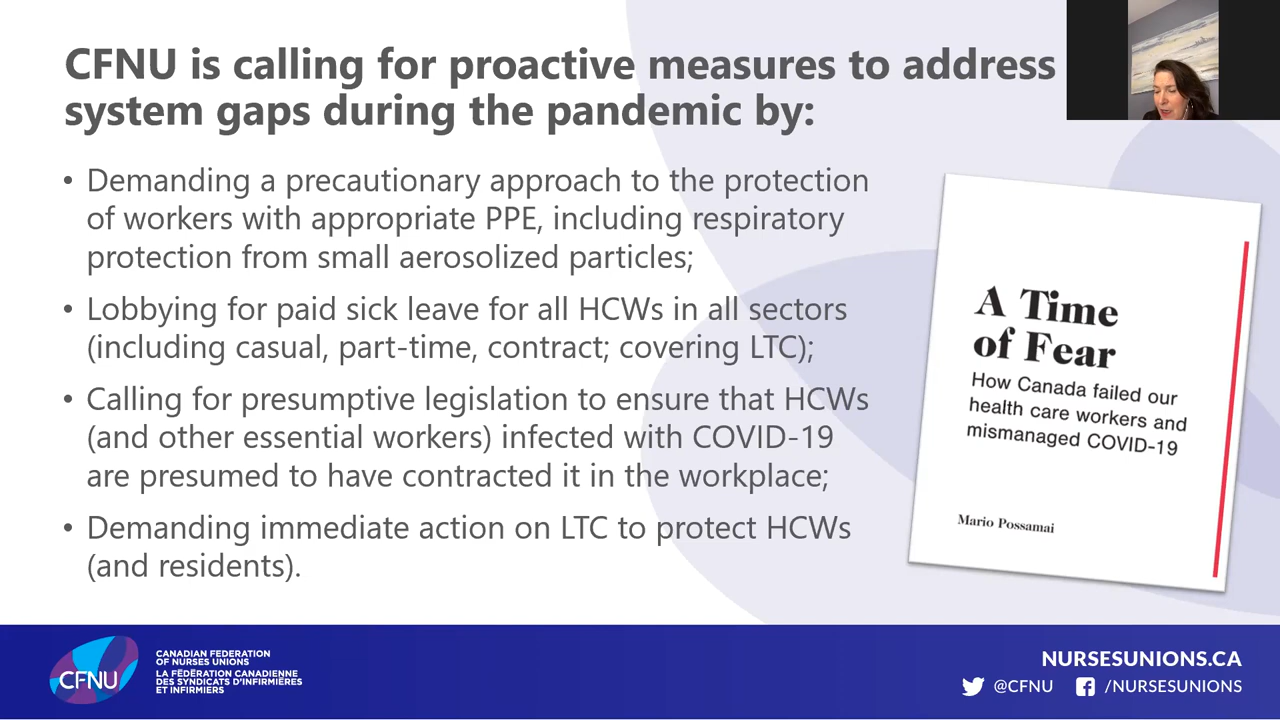 CFNU is calling for proactive measures to address
system gaps during the pandemic by:
• Demanding a precautionary approach to the protection
of workers with appropriate PPE, including respiratory
protection from small aerosolized particles;
• Lobbying for paid sick leave for all HCWs in all sectors
(including casual, part-time, contract; covering LTC);
• Calling for presumptive legislation to ensure that HCWs
(and other essential workers) infected with COVID-19
are presumed to have contracted it in the workplace;
• Demanding immediate action on LTC to protect HCWs
(and residents).
A Time
of Fear
How Canada failed our
health care workers and
mismanaged COVID-19
Mario Possamai
CFNU
CANADIAN FEDERATION
OF NURSES UNIONS
LA FÉDÉRATION CANADIENNE
DES SYNDICATS D'INFIRMIÈRES
ET INFIRMIERS
NURSESUNIONS.CA
@CFNU /NURSESUNIONS